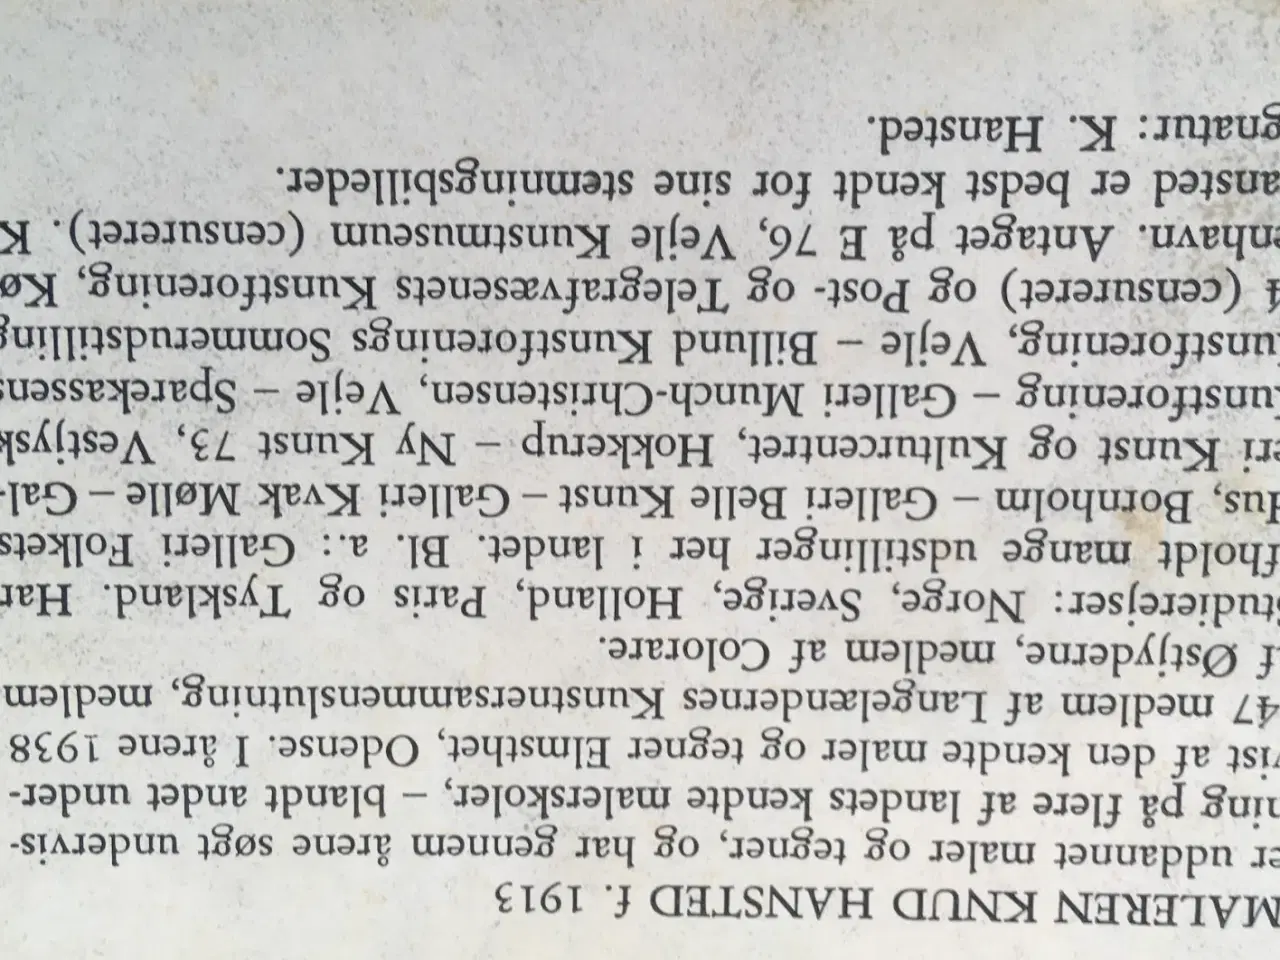 MALEREN KNUD HANSTED f. 1913
er uddannet maler og tegner, og har gennem årene søgt undervis-
ning på flere af landets kendte malerskoler, – blandt andet under-
vist af den kendte maler og tegner Elmsthet, Odense. I årene 1938
47 medlem af Langelændernes Kunstnersammenslutning, medlem
f Østjyderne, medlem af Colorare.
Studierejser: Norge, Sverige, Holland, Paris og Tyskland. Har
fholdt mange udstillinger her i landet. Bl. a.: Galleri Folkets
Hus, Bornholm – Galleri Belle Kunst – Galleri Kvak Mølle – Gal-
eri Kunst og Kulturcentret, Hokkerup – Ny Kunst 73, Vestjysk
unstforening – Galleri Munch-Christensen, Vejle – Sparekassens
unstforening, Vejle – Billund Kunstforenings Sommerudstilling
f (censureret) og Post- og Telegrafvæsenets Kunstforening, Kø
enhavn. Antaget på E 76, Vejle Kunstmuseum (censureret). K
ansted er bedst kendt for sine stemningsbilleder.
gnatur: K. Hansted.